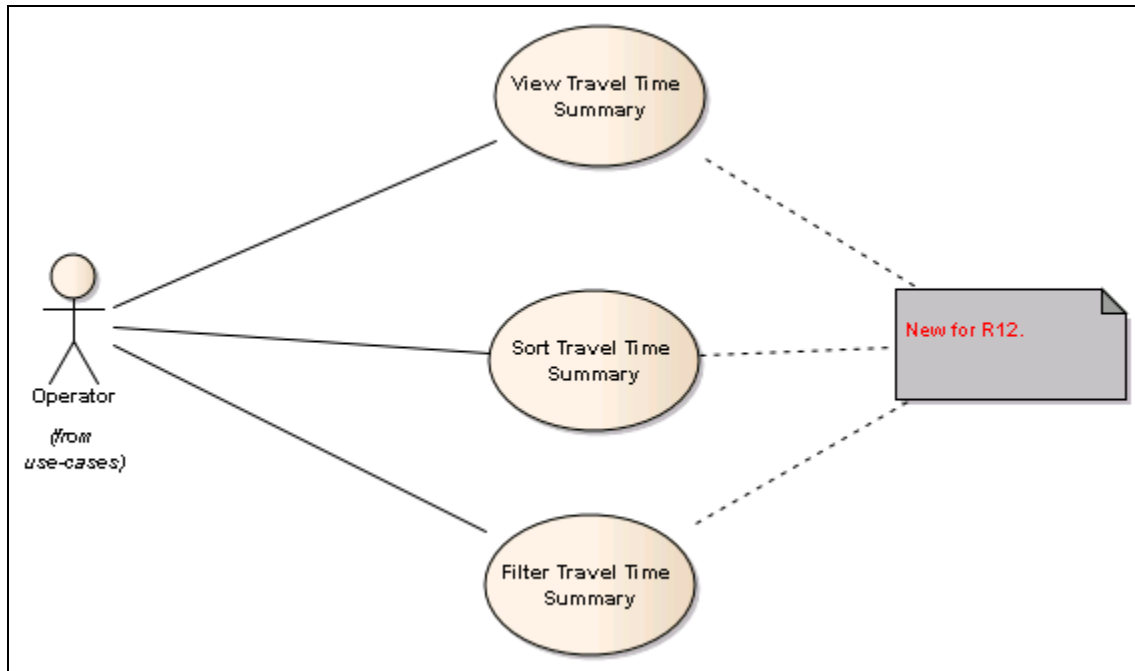 View Travel Time
Summary
New for R12.
Sort Travel Time
Summary
Operator
(from
use-cases)
Filter Travel Time
Summary